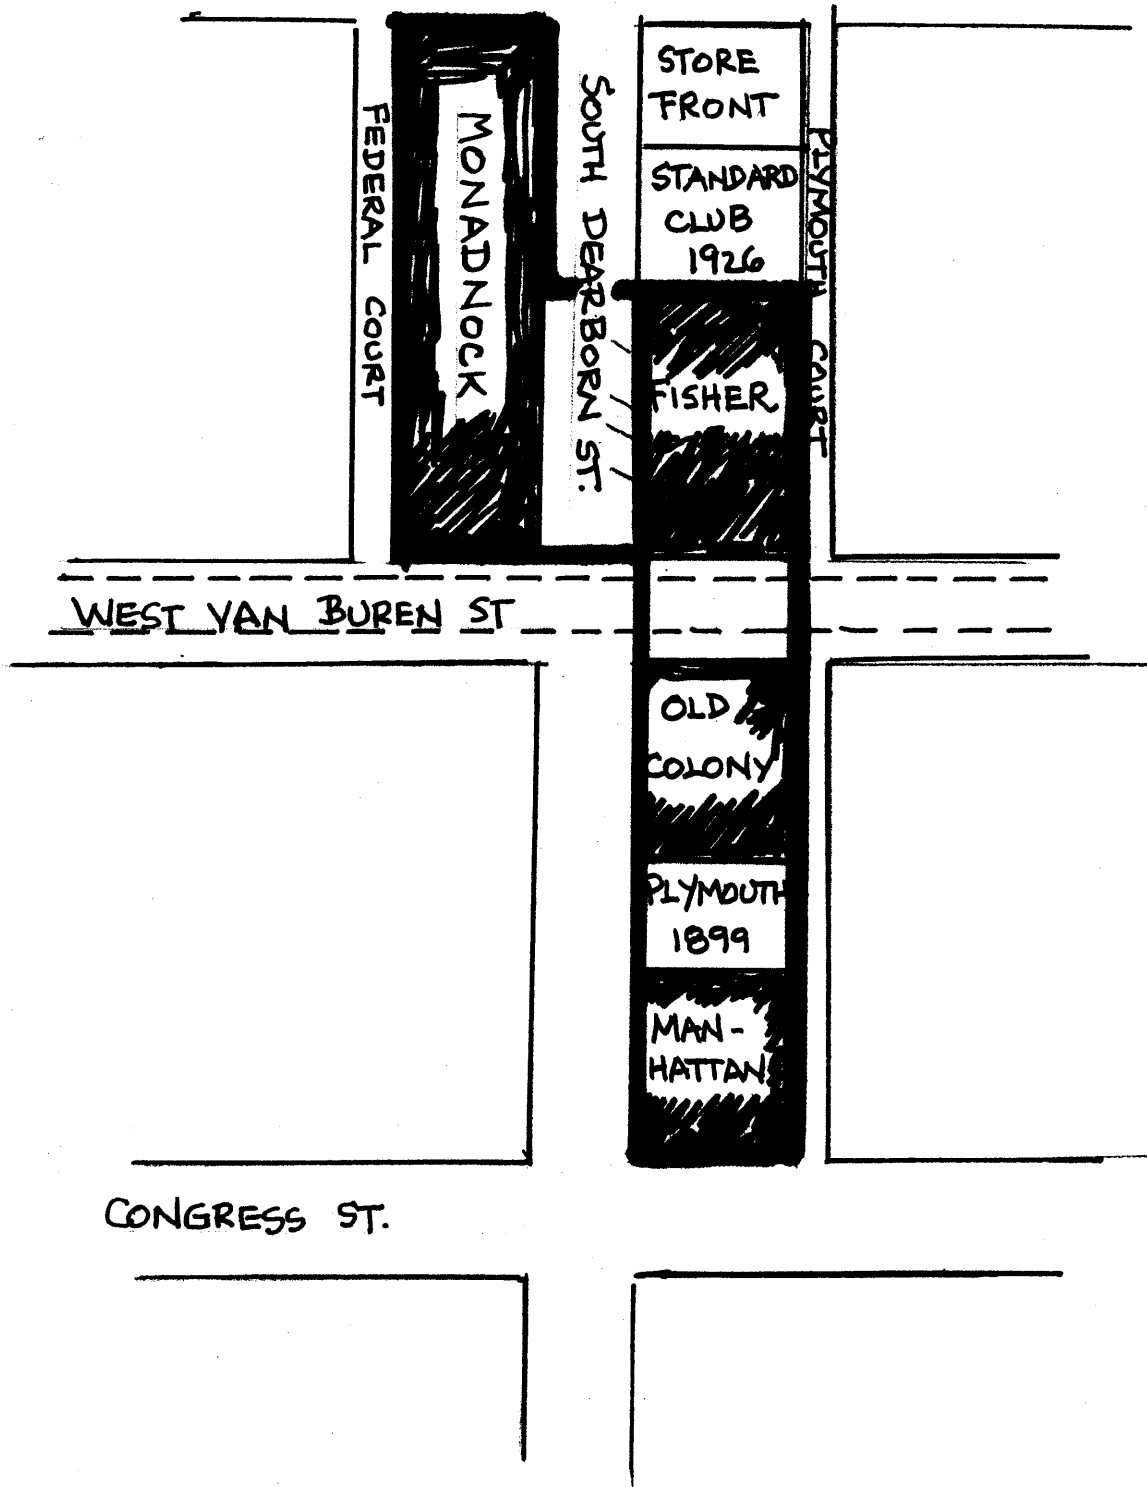 STORE
FRONT
STANDARD
CLUB
1926
FEDERAL COURT
MONADNOCK
SOUTH DEARBORN ST.
PLYMOUTH COURT
FISHER
WEST VAN BUREN ST
OLD
COLONY
PLYMOUTH
1899
MAN-
HATTAN
CONGRESS ST.